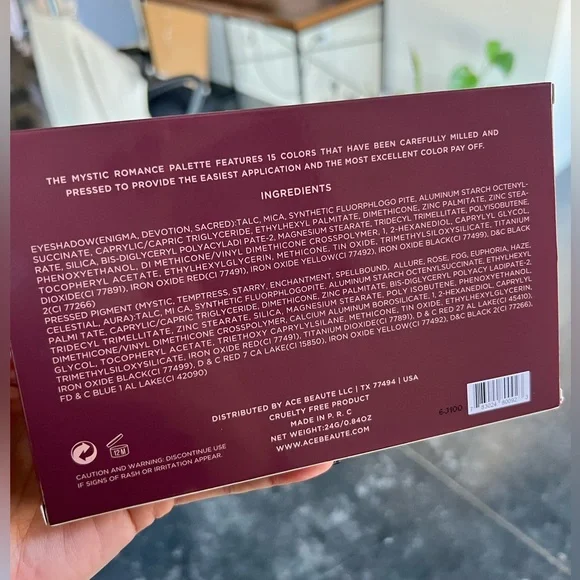 THE MYSTIC ROMANCE PALETTE FEATURES 15 COLORS THAT HAVE BEEN CAREFULLY MILLED AND
PRESSED TO PROVIDE THE EASIEST APPLICATION AND THE MOST EXCELLENT COLOR PAY OFF.
INGREDIENTS
EYESHADOW(ENIGMA, DEVOTION, SACRED):TALC, MICA, SYNTHETIC FLUORPHLOGO PITE, ALUMINUM STARCH OCTENYL-
SUCCINATE, CAPRYLIC/CAPRIC TRIGLYCERIDE, ETHYLHEXYL PALMITATE, DIMETHICONE, ZINC PALMITATE, ZINC STEA-
RATE, SILICA, BIS-DIGLYCERYL POLYACYLADI PATE-2, MAGNESIUM STEARATE, TRIDECYL TRIMELLITATE, POLYISOBUTENE,
PHENOXYETHANOL, DI METHICONE/VINYL DIMETHICONE CROSSPOLYMER, 1, 2-HEXANEDIOL, CAPRYLYL GLYCOL,
TOCOPHERYL ACETATE, ETHYLHEXYLGLYCERIN, METHICONE, TIN OXIDE, TRIMETHYLSILOXYSILICATE, TITANIUM
DIOXIDE(CI 77891), IRON OXIDE RED(CI 77491), IRON OXIDE YELLOW(CI 77492), IRON OXIDE BLACK(CI 77499), D&C BLACK
2(CI 77266)
PRESSED PIGMENT (MYSTIC, TEMPTRESS, STARRY, ENCHANTMENT, SPELLBOUND, ALLURE, ROSE, FOG, EUPHORIA, HAZE,
CELESTIAL, AURA):TALC, MI CA, SYNTHETIC FLUORPHLOGOPITE, ALUMINUM STARCH OCTENYLSUCCINATE, ETHYLHEXYL
PALMI TATE, CAPRYLIC/CAPRIC TRIGLYCERIDE, DIMETHICONE, ZINC PALMITATE, BIS-DIGLYCERYL POLYACY LADIPATE-2,
TRIDECYL TRIMELLITATE, ZINC STEARATE, SILICA, MAGNESIUM STEARATE, POLY ISOBUTENE, PHENOXYETHANOL,
DIMETHICONE/VINYL DIMETHICONE CROSSPOLYMER, CALCIUM ALUMINUM BOROSILICATE, 1, 2-HEXANEDIOL, CAPRYLYL
GLYCOL, TOCOPHERYL ACETATE, TRIETHOXY CAPRYLYLSILANE, METHICONE, TIN OXIDE, ETHYLHEXYLGLYCERIN,
TRIMETHYLSILOXYSILICATE, IRON OXIDE RED(CI 77491), TITANIUM DIOXIDE(CI 77891), D & C RED 27 AL LAKE(CI 45410),
IRON OXIDE BLACK(CI 77499), D & C RED 7 CA LAKE(CI 15850), IRON OXIDE YELLOW(CI 77492), D&C BLACK 2(CI 77266),
FD & C BLUE 1 AL LAKE(CI 42090)
DISTRIBUTED BY ACE BEAUTE LLC | TX 77494 | USA
CRUELTY FREE PRODUCT
MADE IN P. R. C
NET WEIGHT:24G/0.84OZ
WWW.ACEBEAUTE.COM
12 M
CAUTION AND WARNING: DISCONTINUE USE
IF SIGNS OF RASH OR IRRITATION APPEAR.
6-J100